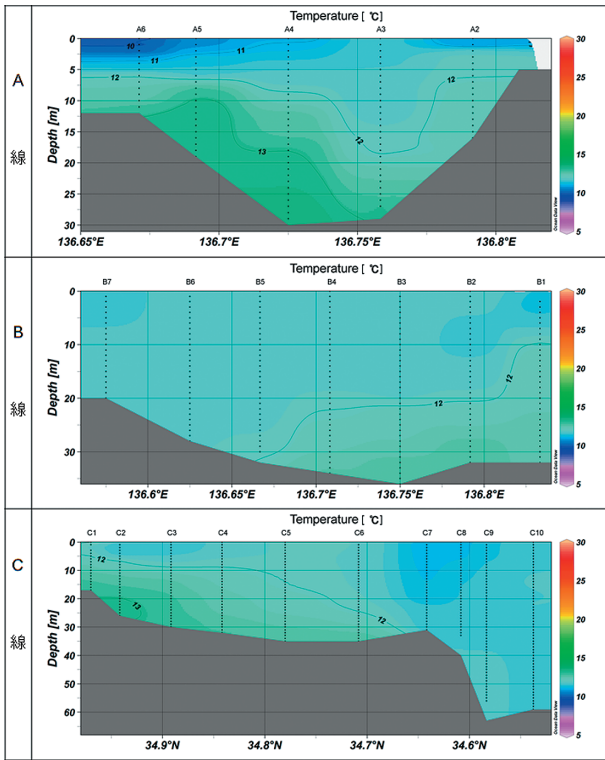 A
線
Temperature [ ℃]
A6 A5 A4 A3 A2
Depth [m]
0
5
10
15
20
25
30
10
11
11
12
13
12
12
136.65°E 136.7°E 136.75°E 136.8°E
30
25
20
15
10
5
Ocean Data View
B
線
Temperature [ ℃]
B7 B6 B5 B4 B3 B2 B1
Depth [m]
0
10
20
30
12
12
136.6°E 136.65°E 136.7°E 136.75°E 136.8°E
30
25
20
15
10
5
Ocean Data View
C
線
Temperature [ ℃]
C1 C2 C3 C4 C5 C6 C7 C8 C9 C10
Depth [m]
0
10
20
30
40
50
60
12
13
12
34.9°N 34.8°N 34.7°N 34.6°N
30
25
20
15
10
5
Ocean Data View